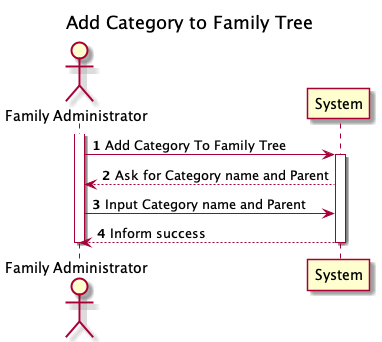 Add Category to Family Tree
Family Administrator
System
1 Add Category To Family Tree
2 Ask for Category name and Parent
3 Input Category name and Parent
4 Inform success
Family Administrator
System